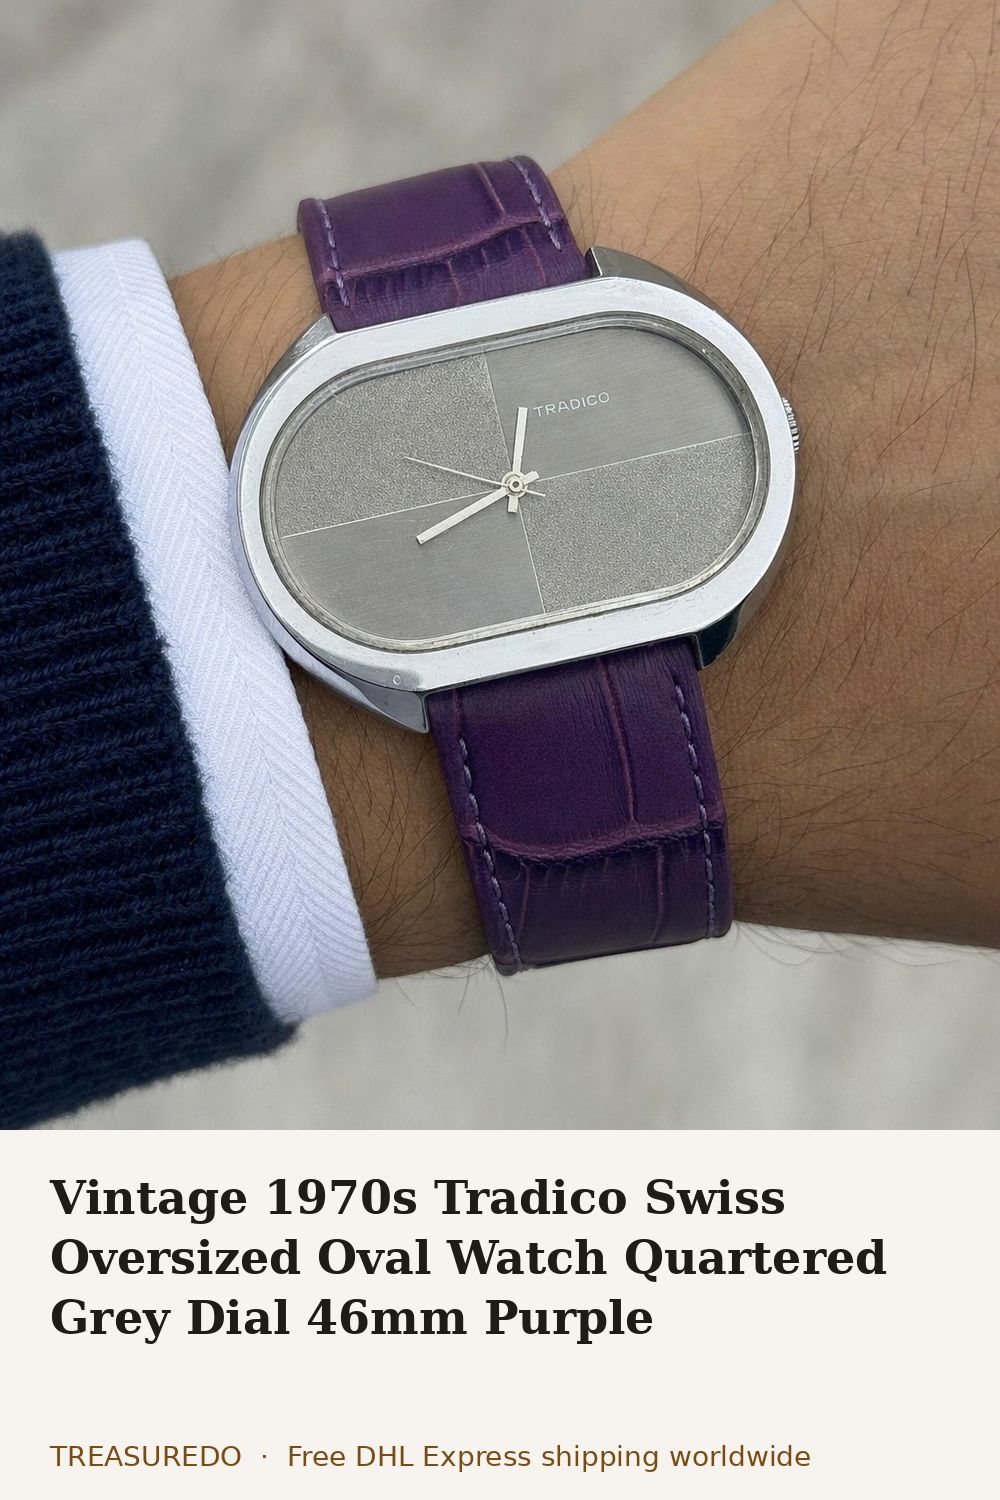 TRADICO
Vintage 1970s Tradico Swiss
Oversized Oval Watch Quartered
Grey Dial 46mm Purple
TREASUREDO · Free DHL Express shipping worldwide